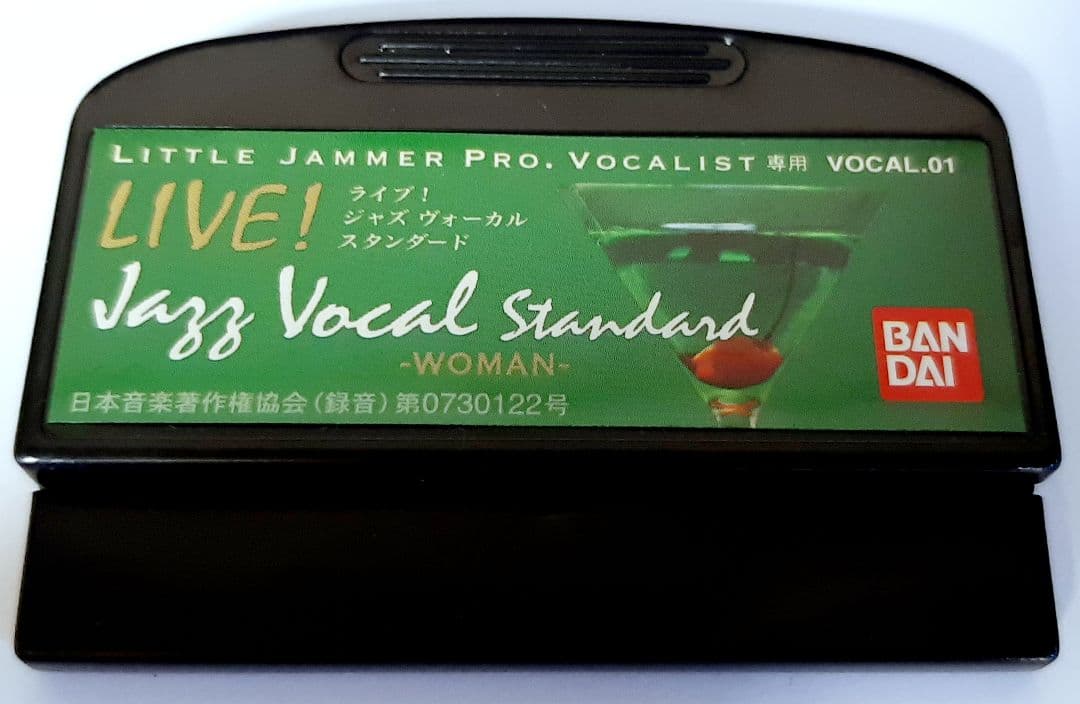 LITTLE JAMMER PRO. VOCALIST 専用 VOCAL.01
LIVE!
ライブ!
ジャズ ヴォーカル
スタンダード
Jazz Vocal Standard
-WOMAN-
BAN
DAI
日本音楽著作権協会(録音)第0730122号